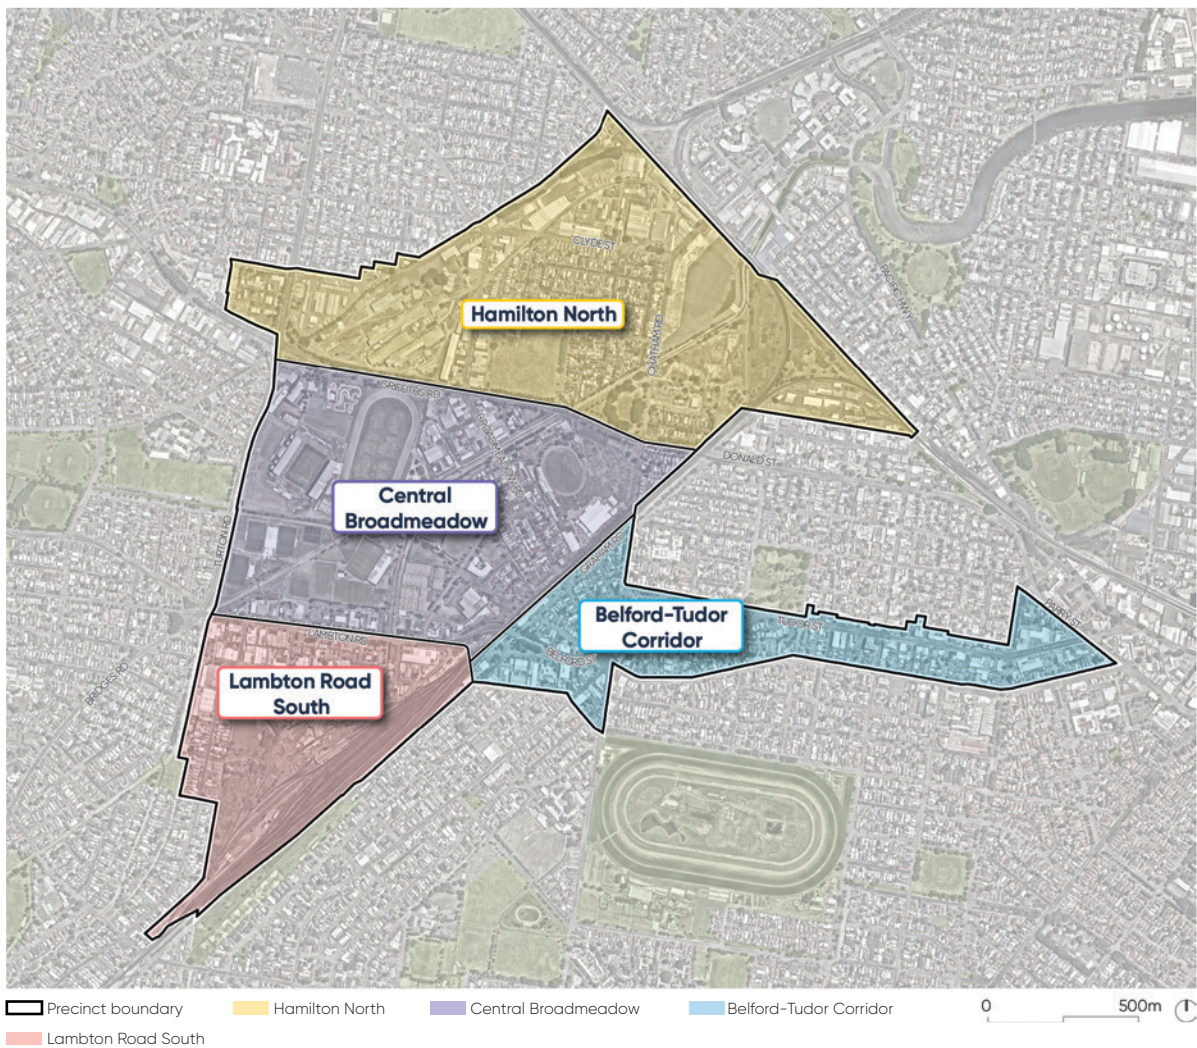 CLYDE ST
Hamilton North
CHATHAM RD
PACIFIC HWY
GRIFFITHS RD
BROADMEADOW RD
DONALD ST
Central
Broadmeadow
TURTON RD
GRAHAM RD
Belford-Tudor
Corridor
TUDOR ST
PARRY ST
LAMBTON RD
BELFORD ST
BRIDGES RD
Lambton Road
South
Precinct boundary
Hamilton North
Central Broadmeadow
Belford-Tudor Corridor
0
500m
Lambton Road South